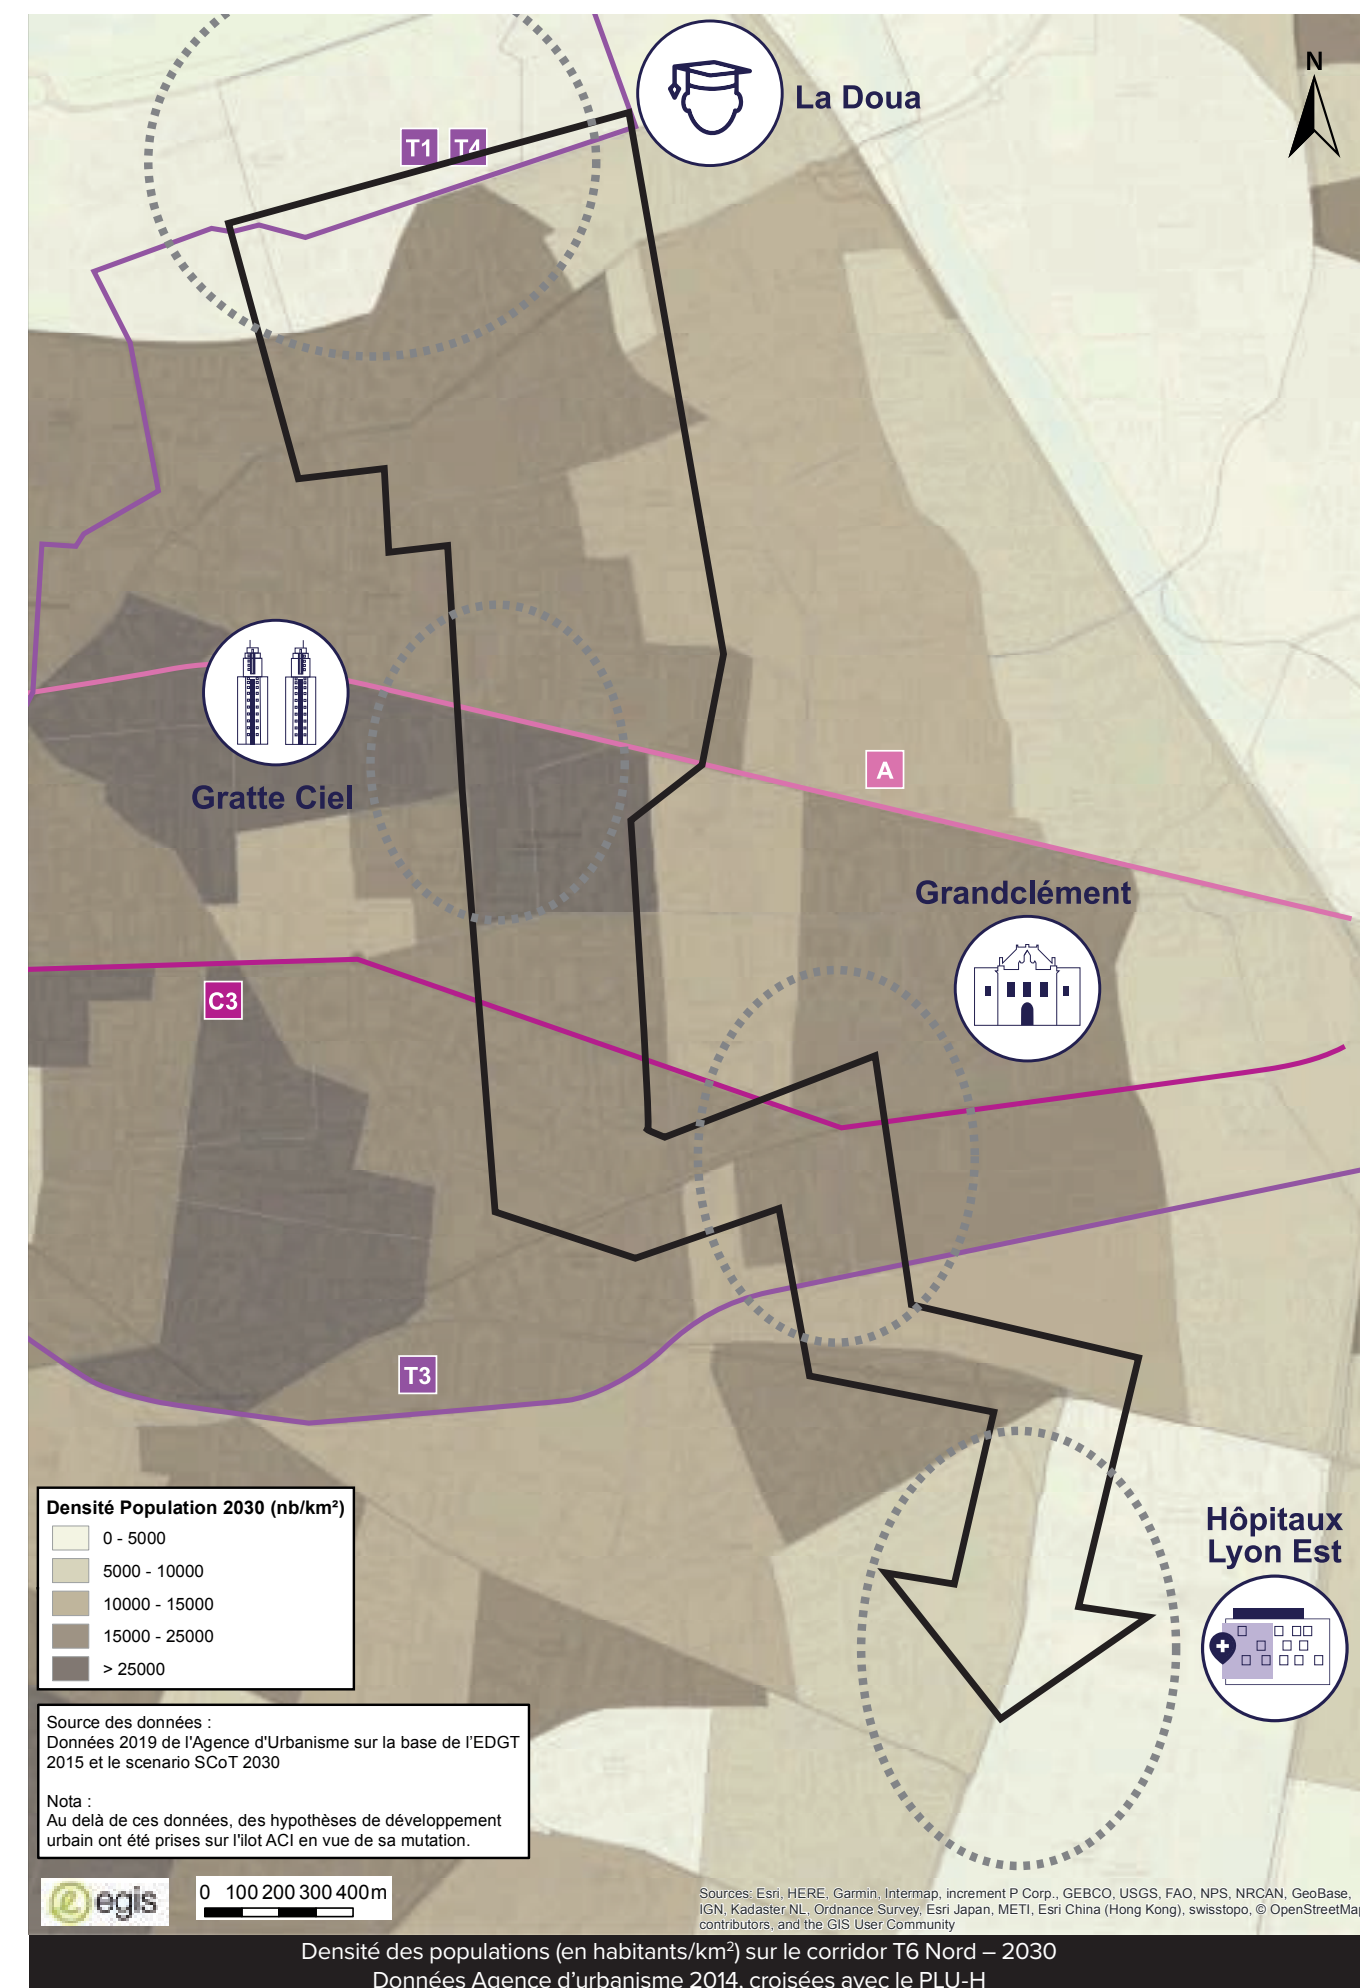 N
La Doua
T1 T4
A
Gratte Ciel
Grandclément
C3
T3
Hôpitaux
Lyon Est
Densité Population 2030 (nb/km²)
0 - 5000
5000 - 10000
10000 - 15000
15000 - 25000
> 25000
Source des données :
Données 2019 de l'Agence d'Urbanisme sur la base de l'EDGT
2015 et le scenario SCoT 2030
Nota :
Au delà de ces données, des hypothèses de développement
urbain ont été prises sur l'ilot ACI en vue de sa mutation.
egis
0 100 200 300 400m
Sources: Esri, HERE, Garmin, Intermap, increment P Corp., GEBCO, USGS, FAO, NPS, NRCAN, GeoBase,
IGN, Kadaster NL, Ordnance Survey, Esri Japan, METI, Esri China (Hong Kong), swisstopo, © OpenStreetMap
contributors, and the GIS User Community
Densité des populations (en habitants/km²) sur le corridor T6 Nord – 2030
Données Agence d'urbanisme 2014, croisées avec le PLU-H